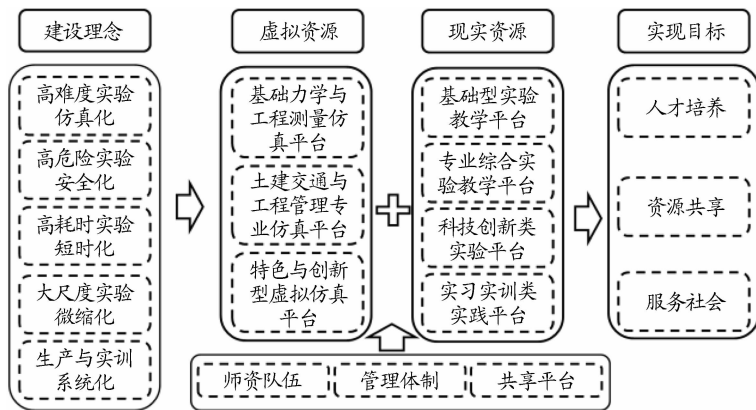 建设理念
高难度实验
仿真化
高危险实验
安全化
高耗时实验
短时化
大尺度实验
微缩化
生产与实训
系统化
虚拟资源
基础力学与
工程测量仿
真平台
土建交通与
工程管理专
业仿真平台
特色与创新
型虚拟仿真
平台
现实资源
基础型实验
教学平台
专业综合实
验教学平台
科技创新类
实验平台
实习实训类
实践平台
实现目标
人才培养
资源共享
服务社会
师资队伍
管理体制
共享平台